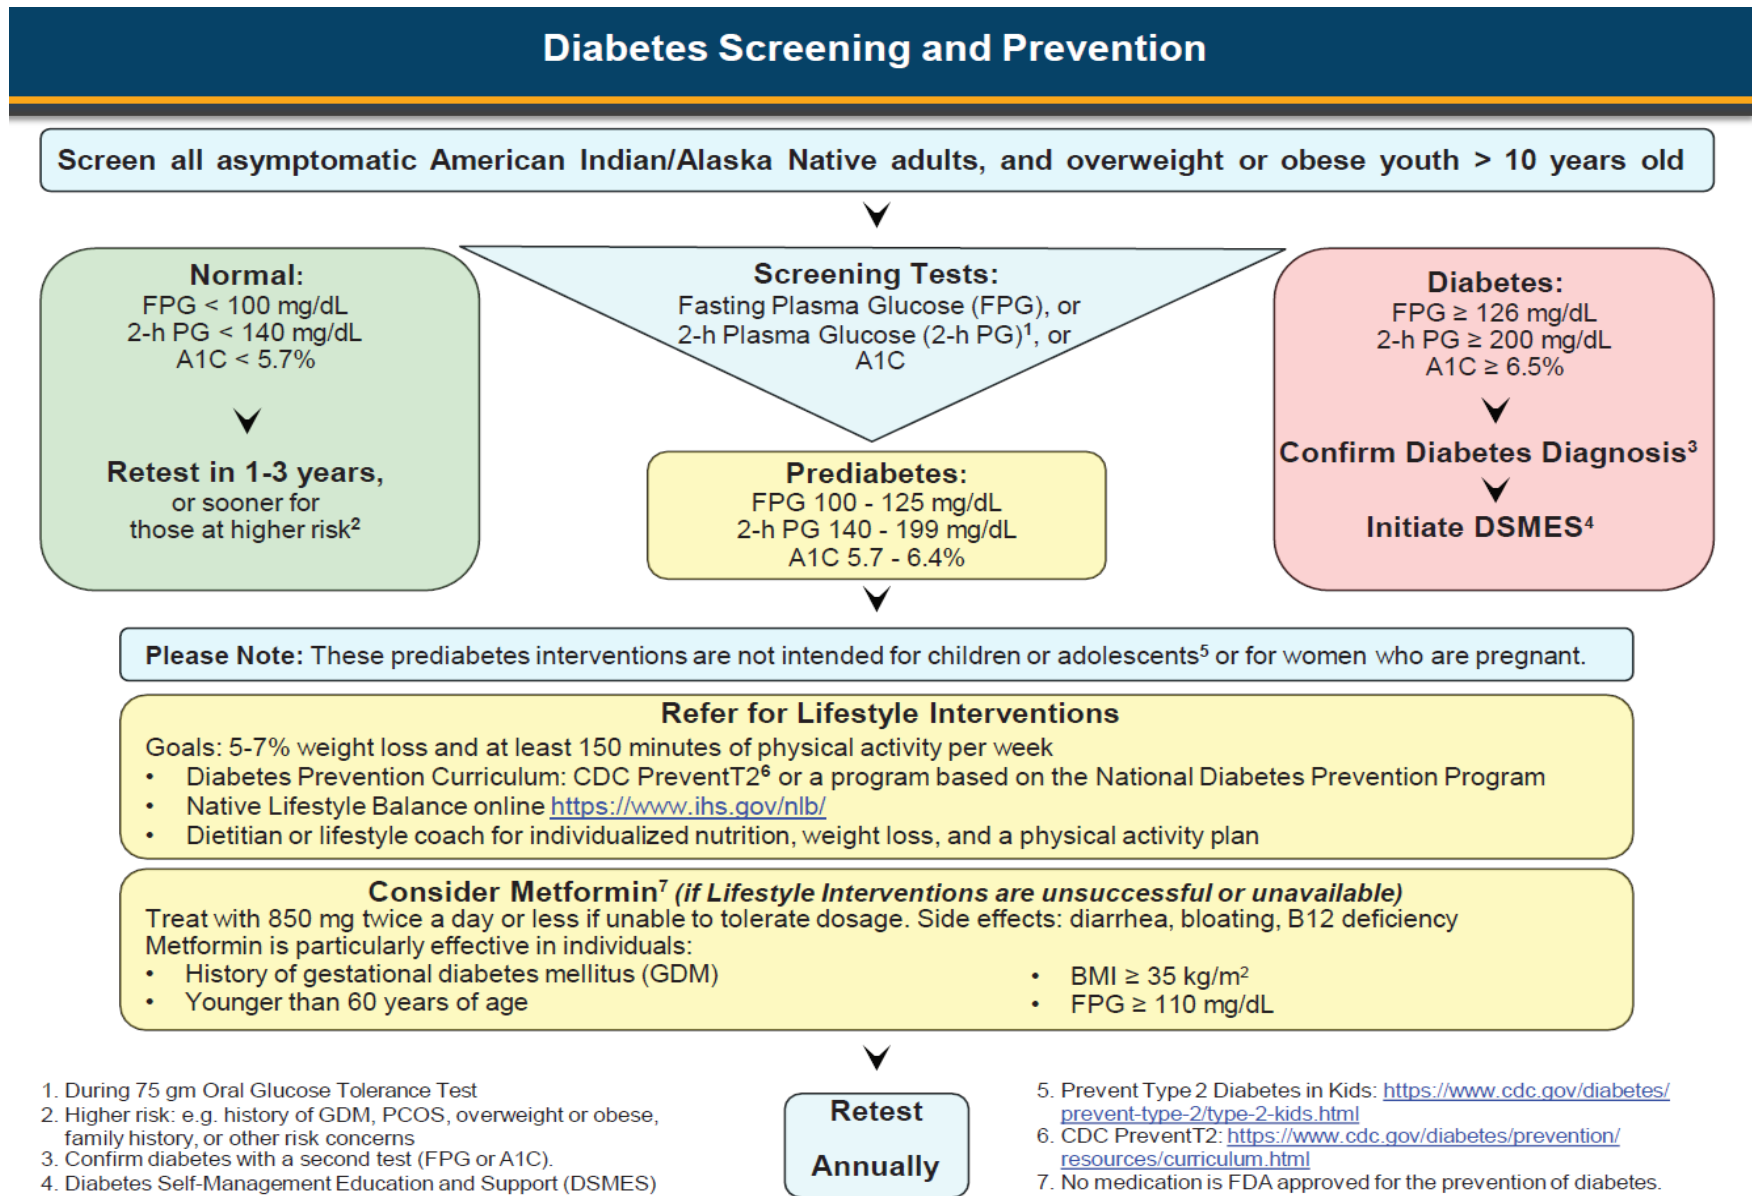 Diabetes Screening and Prevention
Screen all asymptomatic American Indian/Alaska Native adults, and overweight or obese youth > 10 years old
Normal:
FPG < 100 mg/dL
2-h PG < 140 mg/dL
A1C < 5.7%
Retest in 1-3 years,
or sooner for
those at higher risk²
Screening Tests:
Fasting Plasma Glucose (FPG), or
2-h Plasma Glucose (2-h PG)¹, or
A1C
Prediabetes:
FPG 100 - 125 mg/dL
2-h PG 140 - 199 mg/dL
A1C 5.7 - 6.4%
Diabetes:
FPG ≥ 126 mg/dL
2-h PG ≥ 200 mg/dL
A1C ≥ 6.5%
Confirm Diabetes Diagnosis³
Initiate DSMES⁴
Please Note: These prediabetes interventions are not intended for children or adolescents⁵ or for women who are pregnant.
Refer for Lifestyle Interventions
Goals: 5-7% weight loss and at least 150 minutes of physical activity per week
• Diabetes Prevention Curriculum: CDC PreventT2⁶ or a program based on the National Diabetes Prevention Program
• Native Lifestyle Balance online https://www.ihs.gov/nlb/
• Dietitian or lifestyle coach for individualized nutrition, weight loss, and a physical activity plan
Consider Metformin⁷ (if Lifestyle Interventions are unsuccessful or unavailable)
Treat with 850 mg twice a day or less if unable to tolerate dosage. Side effects: diarrhea, bloating, B12 deficiency
Metformin is particularly effective in individuals:
• History of gestational diabetes mellitus (GDM)
• Younger than 60 years of age
• BMI ≥ 35 kg/m²
• FPG ≥ 110 mg/dL
1. During 75 gm Oral Glucose Tolerance Test
2. Higher risk: e.g. history of GDM, PCOS, overweight or obese,
family history, or other risk concerns
3. Confirm diabetes with a second test (FPG or A1C).
4. Diabetes Self-Management Education and Support (DSMES)
Retest
Annually
5. Prevent Type 2 Diabetes in Kids: https://www.cdc.gov/diabetes/
prevent-type-2/type-2-kids.html
6. CDC PreventT2: https://www.cdc.gov/diabetes/prevention/
resources/curriculum.html
7. No medication is FDA approved for the prevention of diabetes.